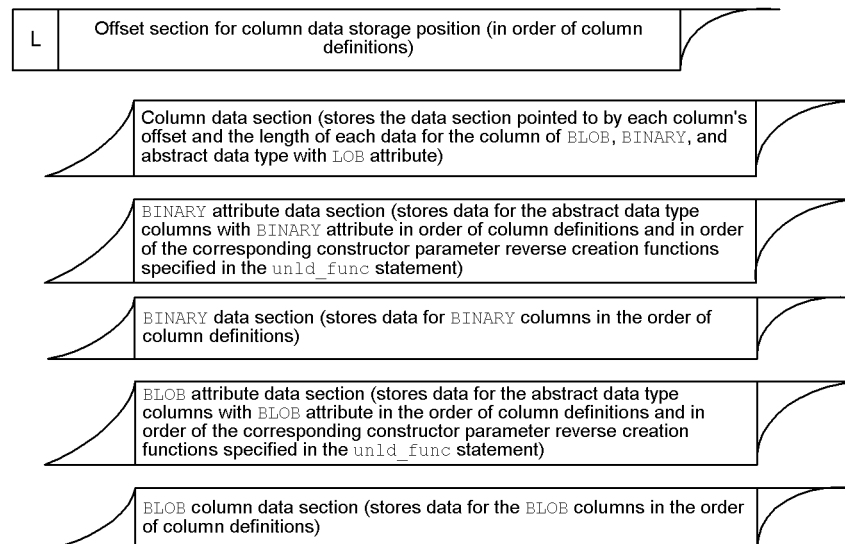 L
Offset section for column data storage position (in order of column
definitions)
Column data section (stores the data section pointed to by each column's
offset and the length of each data for the column of BLOB, BINARY, and
abstract data type with LOB attribute)
BINARY attribute data section (stores data for the abstract data type
columns with BINARY attribute in order of column definitions and in order
of the corresponding constructor parameter reverse creation functions
specified in the unld_func statement)
BINARY data section (stores data for BINARY columns in the order of
column definitions)
BLOB attribute data section (stores data for the abstract data type
columns with BLOB attribute in the order of column definitions and in
order of the corresponding constructor parameter reverse creation
functions specified in the unld_func statement)
BLOB column data section (stores data for the BLOB columns in the order
of column definitions)